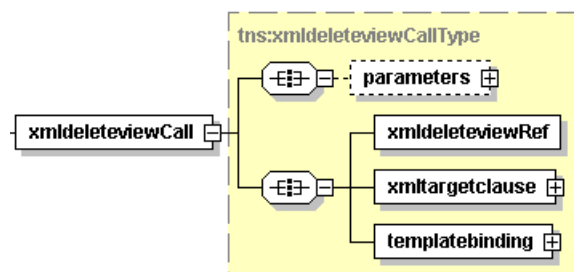 tns:xmldeleteviewCallType
parameters
xmldeleteviewCall
xmldeleteviewRef
xmltargetclause
templatebinding